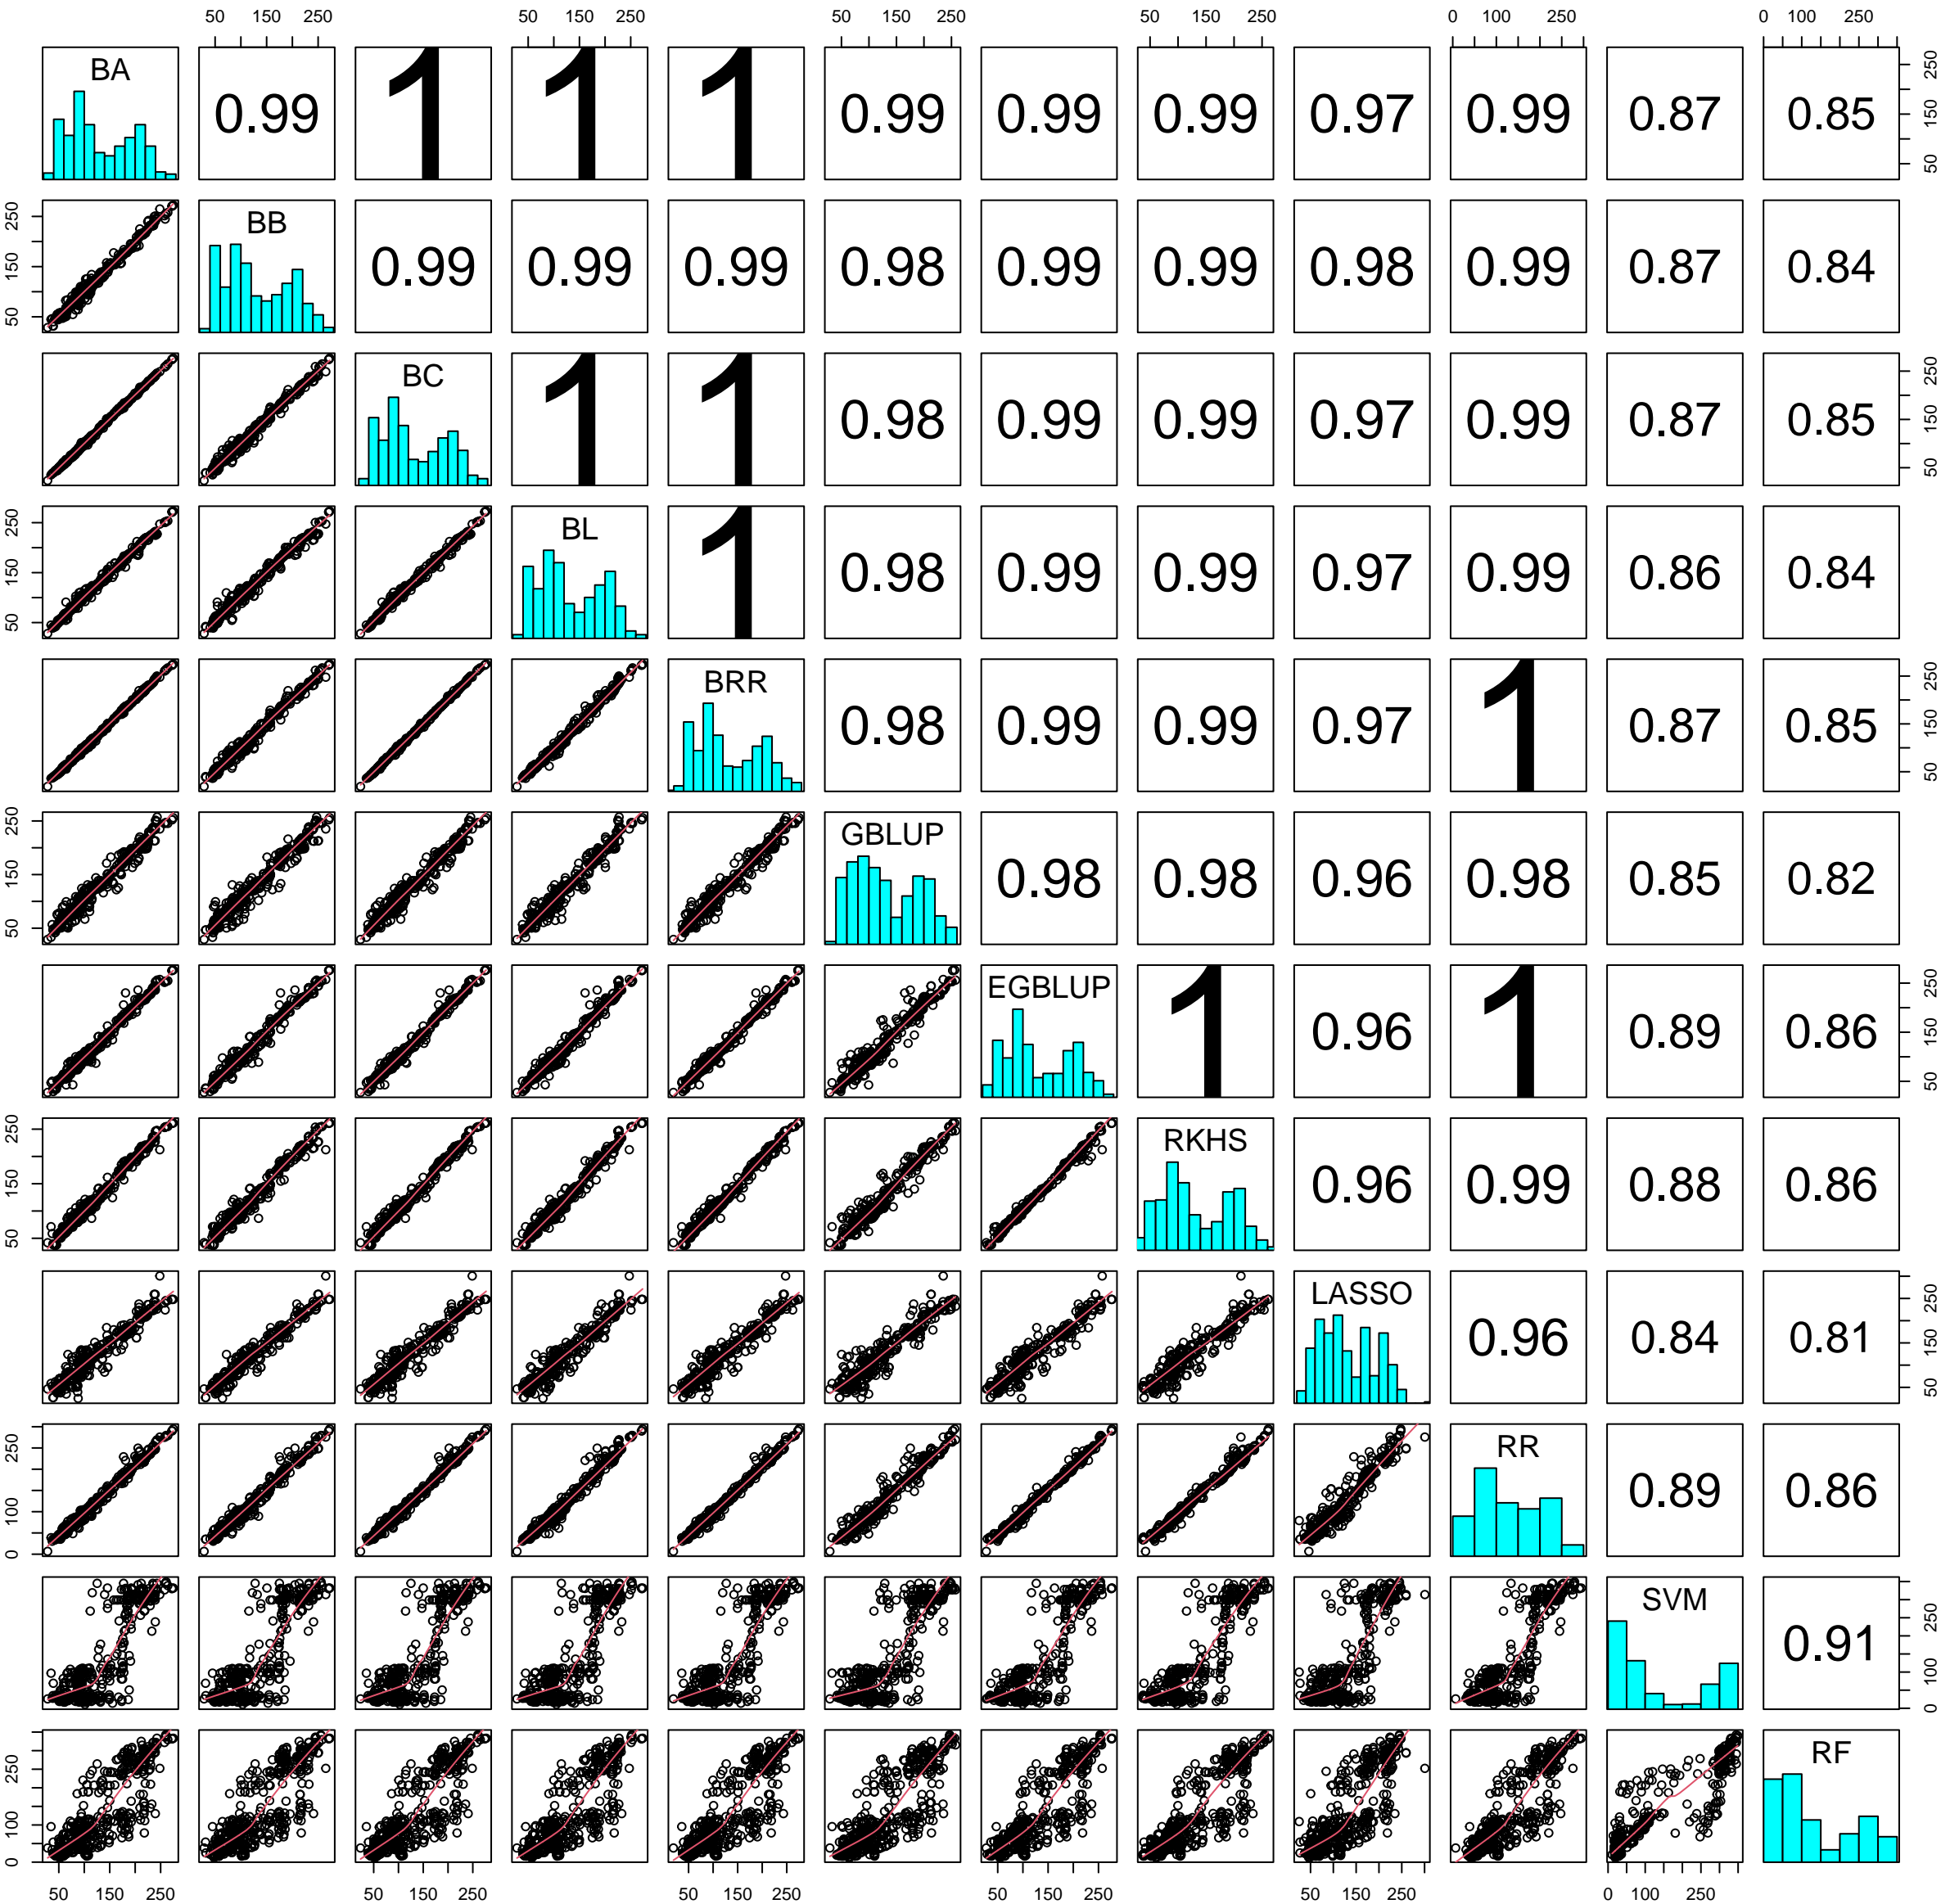 50 150 250 50 150 250 50 150 250 50 150 250 0 100 250 0 100 250
BA 0.99 1 1 1 0.99 0.99 0.99 0.97 0.99 0.87 0.85 50 150 250
50 150 250 BB 0.99 0.99 0.99 0.98 0.99 0.99 0.98 0.99 0.87 0.84
BC 1 1 0.98 0.99 0.99 0.97 0.99 0.87 0.85 50 150 250
50 150 250 BL 1 0.98 0.99 0.99 0.97 0.99 0.86 0.84
BRR 0.98 0.99 0.99 0.97 1 0.87 0.85 50 150 250
50 150 250 GBLUP 0.98 0.98 0.96 0.98 0.85 0.82
EGBLUP 1 0.96 1 0.89 0.86 50 150 250
50 150 250 RKHS 0.96 0.99 0.88 0.86
LASSO 0.96 0.84 0.81 50 150 250
0 100 250 RR 0.89 0.86
SVM 0.91 0 100 250
0 100 250 RF
50 150 250 50 150 250 50 150 250 50 150 250 50 150 250 0 100 250